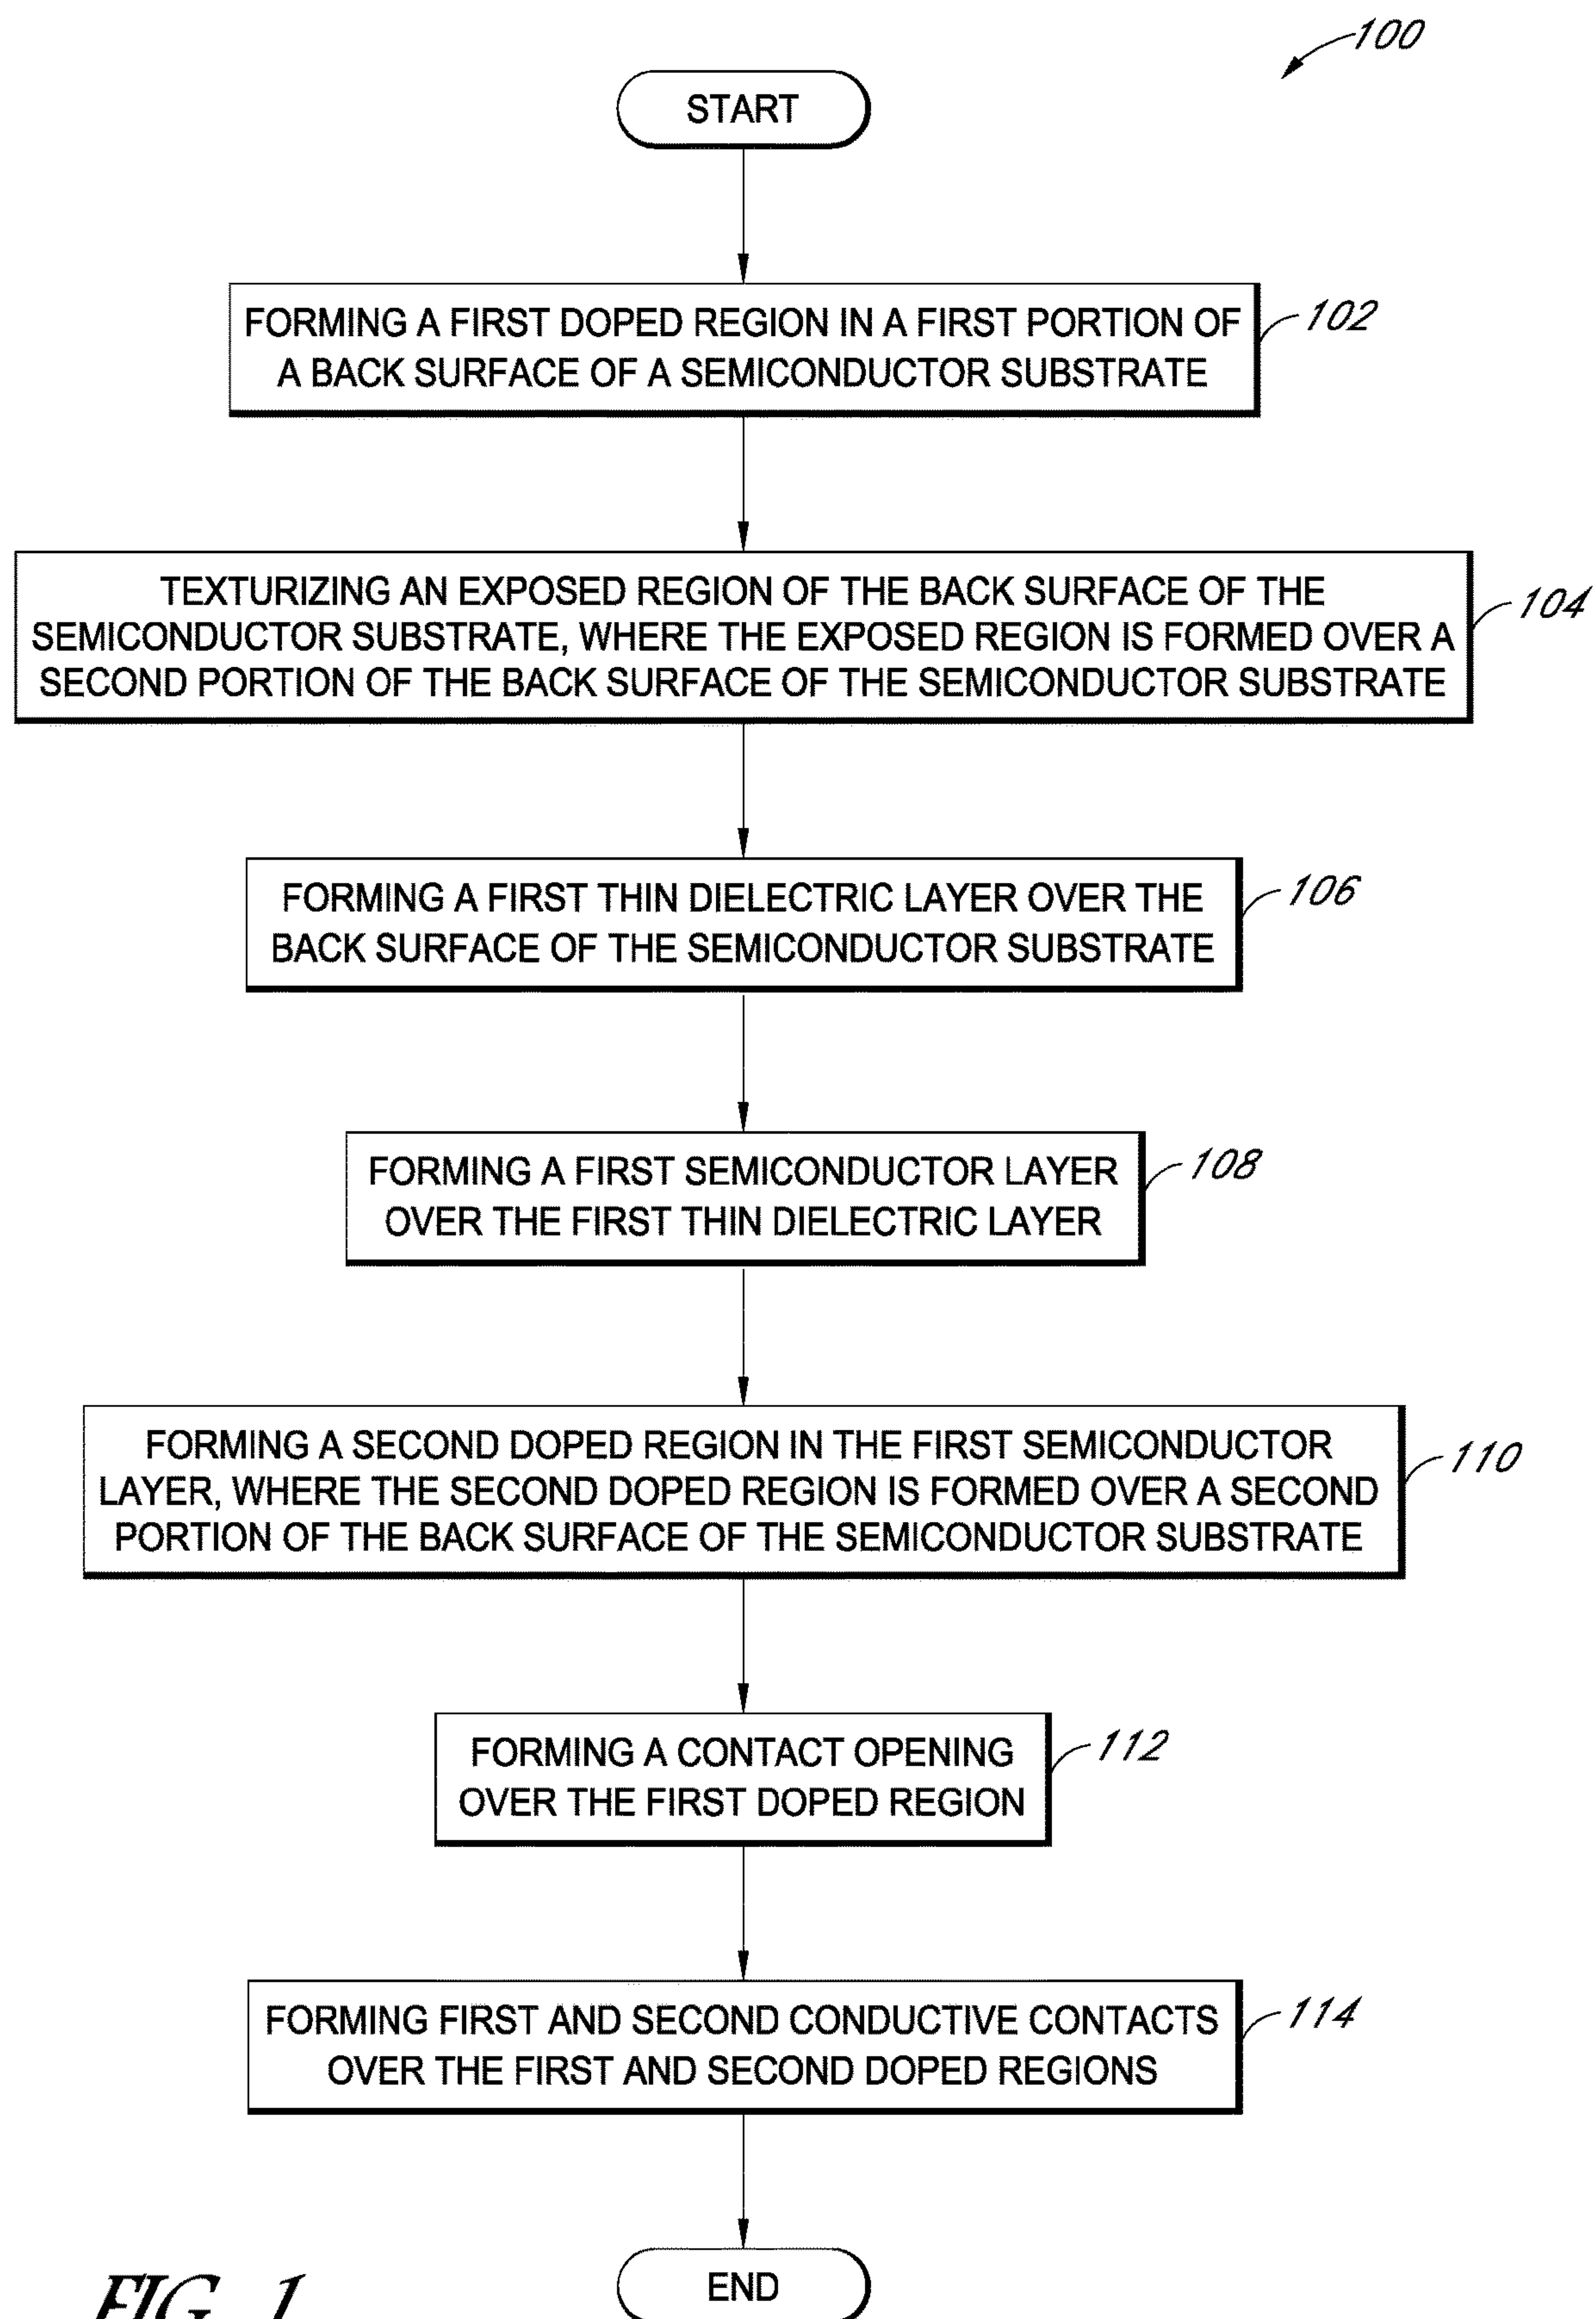 100
START
FORMING A FIRST DOPED REGION IN A FIRST PORTION OF
A BACK SURFACE OF A SEMICONDUCTOR SUBSTRATE
102
TEXTURIZING AN EXPOSED REGION OF THE BACK SURFACE OF THE
SEMICONDUCTOR SUBSTRATE, WHERE THE EXPOSED REGION IS FORMED OVER A
SECOND PORTION OF THE BACK SURFACE OF THE SEMICONDUCTOR SUBSTRATE
104
FORMING A FIRST THIN DIELECTRIC LAYER OVER THE
BACK SURFACE OF THE SEMICONDUCTOR SUBSTRATE
106
FORMING A FIRST SEMICONDUCTOR LAYER
OVER THE FIRST THIN DIELECTRIC LAYER
108
FORMING A SECOND DOPED REGION IN THE FIRST SEMICONDUCTOR
LAYER, WHERE THE SECOND DOPED REGION IS FORMED OVER A SECOND
PORTION OF THE BACK SURFACE OF THE SEMICONDUCTOR SUBSTRATE
110
FORMING A CONTACT OPENING
OVER THE FIRST DOPED REGION
112
FORMING FIRST AND SECOND CONDUCTIVE CONTACTS
OVER THE FIRST AND SECOND DOPED REGIONS
114
END
FIG. 1